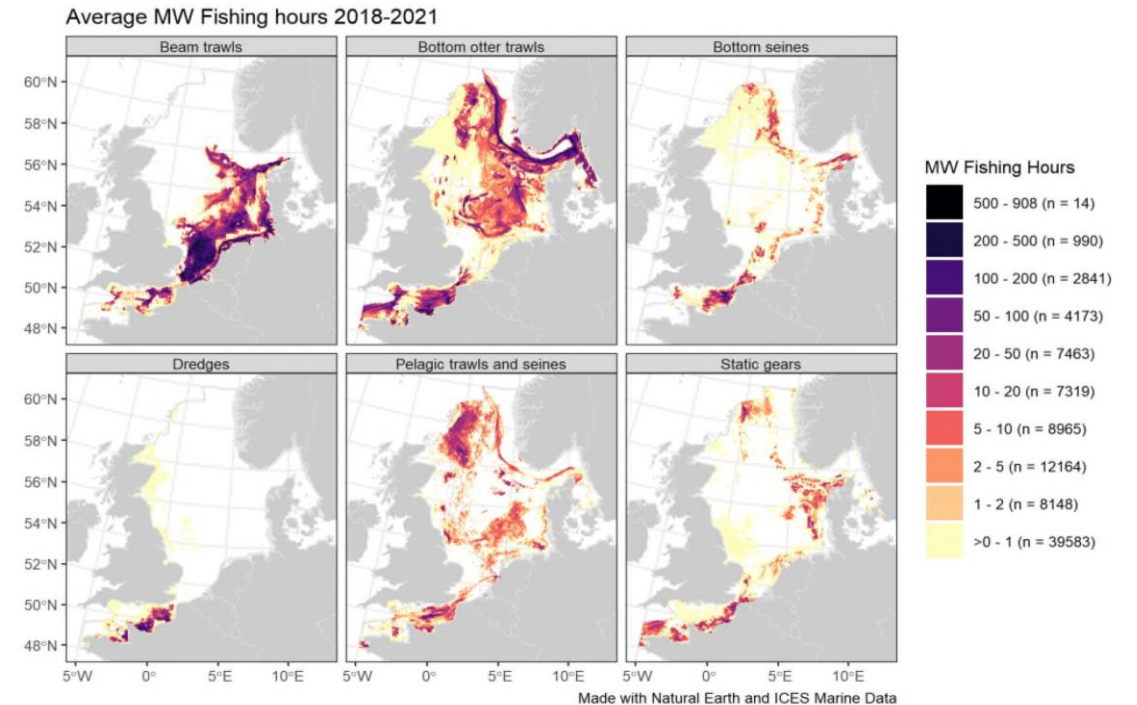 Average MW Fishing hours 2018-2021
Beam trawls
Bottom otter trawls
Bottom seines
60°N
58°N
56°N
54°N
52°N
50°N
48°N
Dredges
Pelagic trawls and seines
Static gears
60°N
58°N
56°N
54°N
52°N
50°N
48°N
5°W 0° 5°E 10°E
5°W 0° 5°E 10°E
5°W 0° 5°E 10°E
MW Fishing Hours
500 - 908 (n = 14)
200 - 500 (n = 990)
100 - 200 (n = 2841)
50 - 100 (n = 4173)
20 - 50 (n = 7463)
10 - 20 (n = 7319)
5 - 10 (n = 8965)
2 - 5 (n = 12164)
1 - 2 (n = 8148)
>0 - 1 (n = 39583)
Made with Natural Earth and ICES Marine Data